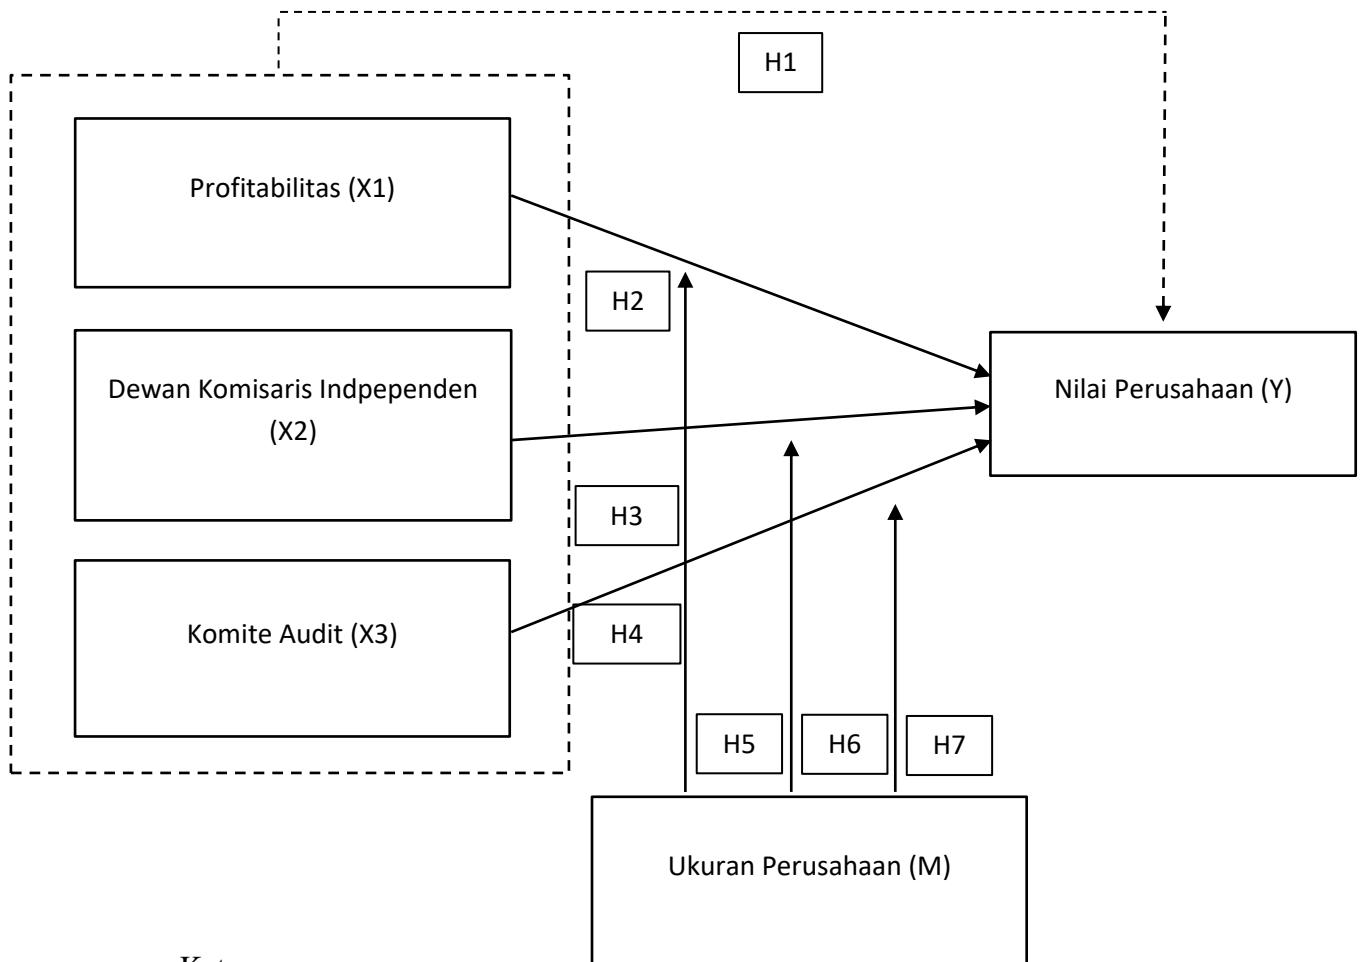 H1
Profitabilitas (X1)
H2
Dewan Komisaris Indpependen
(X2)
Nilai Perusahaan (Y)
H3
Komite Audit (X3)
H4
H5
H6
H7
Ukuran Perusahaan (M)